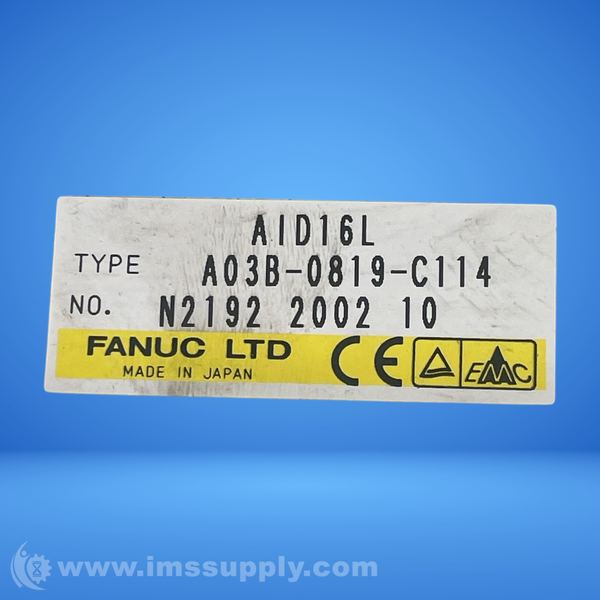 AID16L
TYPE A03B-0819-C114
NO. N2192 2002 10
FANUC LTD CE EMC
MADE IN JAPAN
www.imssupply.com